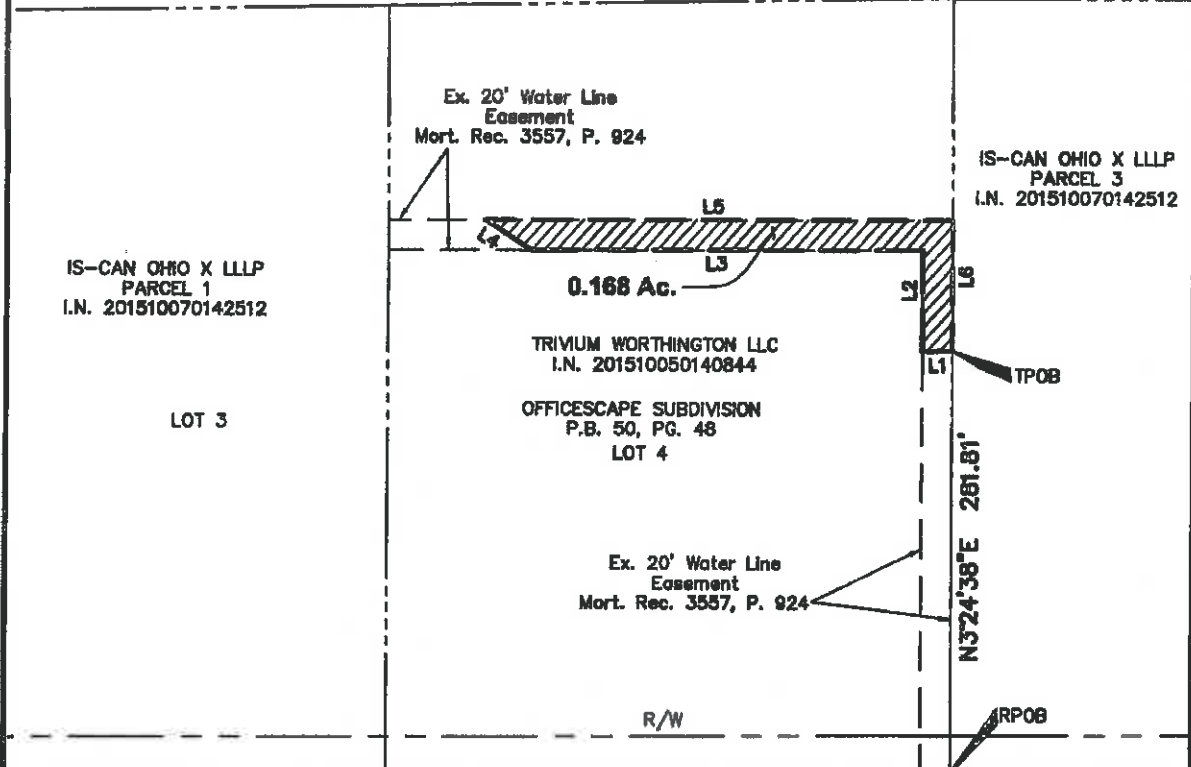 Ex. 20' Water Line
Easement
Mort. Rec. 3557, P. 924
IS-CAN OHIO X LLLP
PARCEL 3
I.N. 201510070142512
L5
L4
L3
IS-CAN OHIO X LLLP
PARCEL 1
I.N. 201510070142512
0.168 Ac.
L2
L6
TRIVIUM WORTHINGTON LLC
I.N. 201510050140844
L1
TPOB
OFFICESCAPE SUBDIVISION
P.B. 50, PG. 48
LOT 4
LOT 3
N3°24'38"E 261.81'
Ex. 20' Water Line
Easement
Mort. Rec. 3557, P. 924
R/W
RPOB